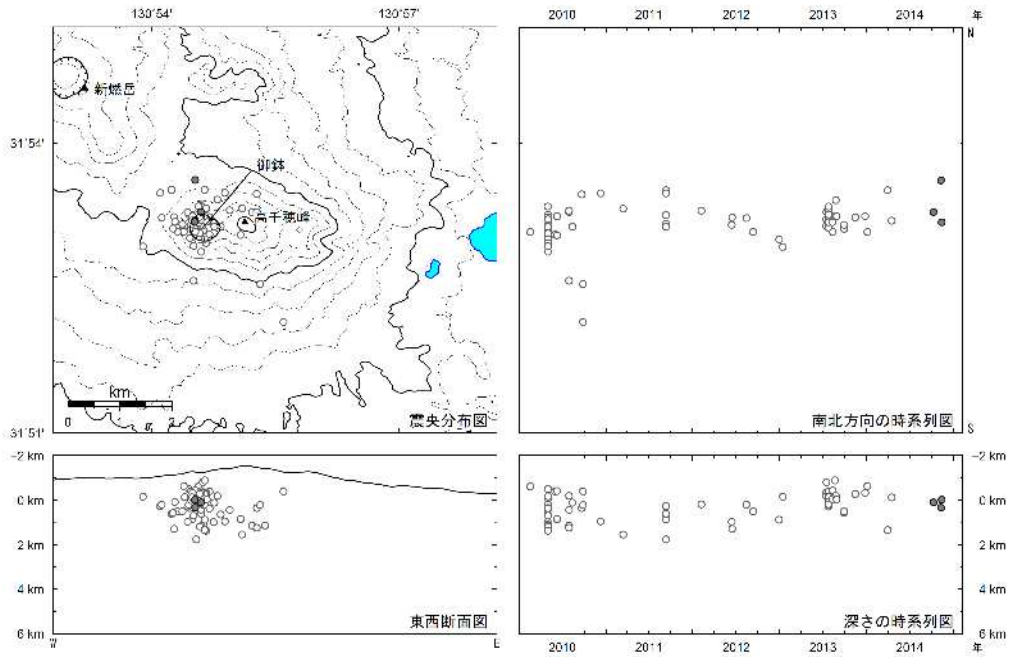 130°54' 130°57'
2010 2011 2012 2013 2014 年
N
新燃岳
31°54'
御鉢
高千穂峰
km
0
震央分布図
南北方向の時系列図
31°51'
S
-2 km -2 km
0 km 0 km
2 km 2 km
4 km 4 km
東西断面図 深さの時系列図
6 km 6 km
W E
2010 2011 2012 2013 2014 年